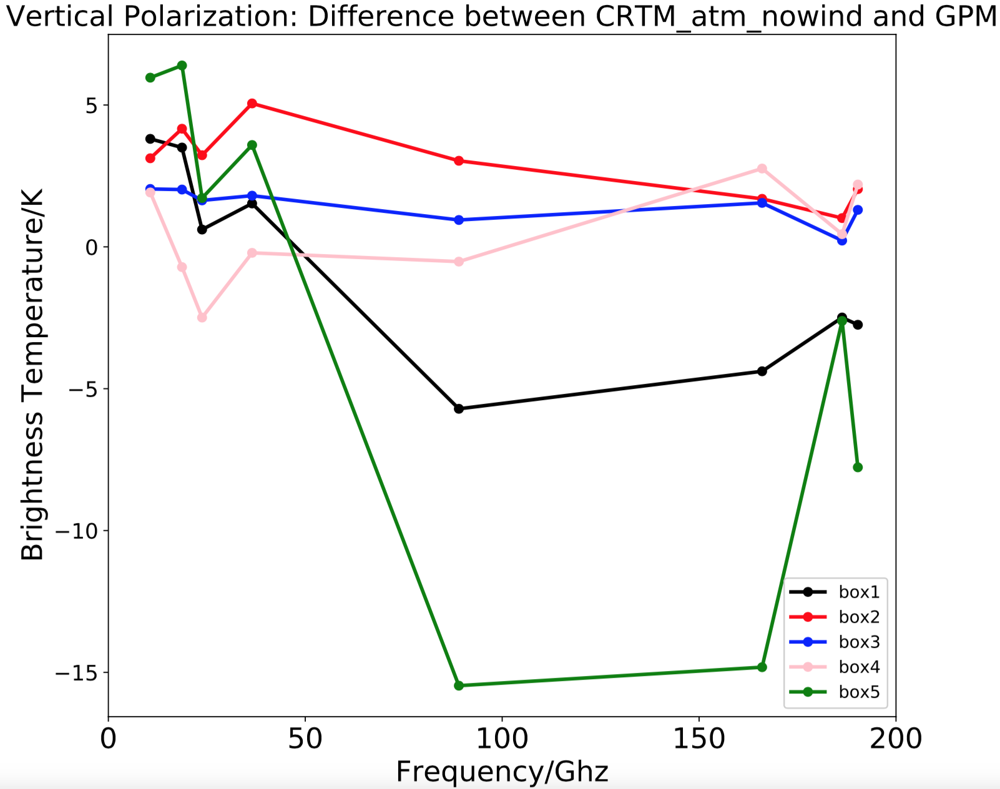 Vertical Polarization: Difference between CRTM_atm_nowind and GPM
5
0
−5
−10
−15
Brightness Temperature/K
box1
box2
box3
box4
box5
0 50 100 150 200
Frequency/Ghz